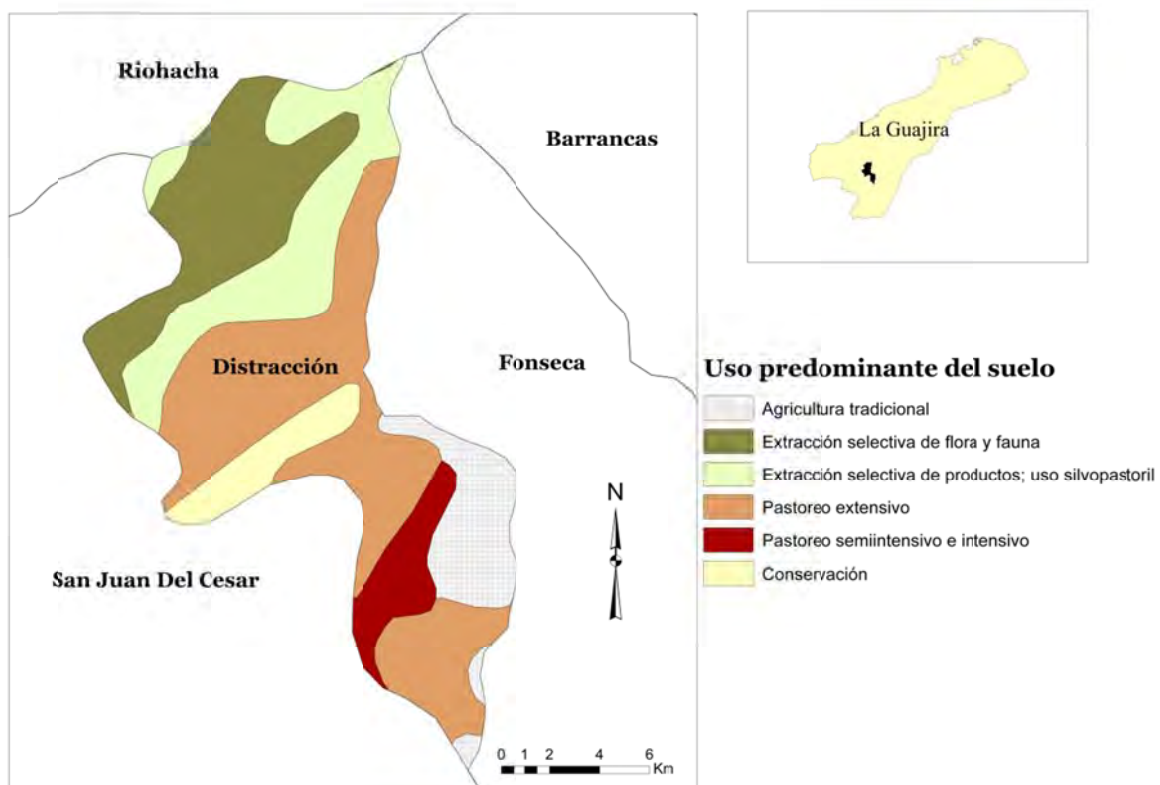 Riohacha
Barrancas
La Guajira
Distracción
Fonseca
San Juan Del Cesar
Uso predominante del suelo
Agricultura tradicional
Extracción selectiva de flora y fauna
Extracción selectiva de productos; uso silvopastoril
Pastoreo extensivo
Pastoreo semiintensivo e intensivo
Conservación
N
0 1 2 4 6
Km